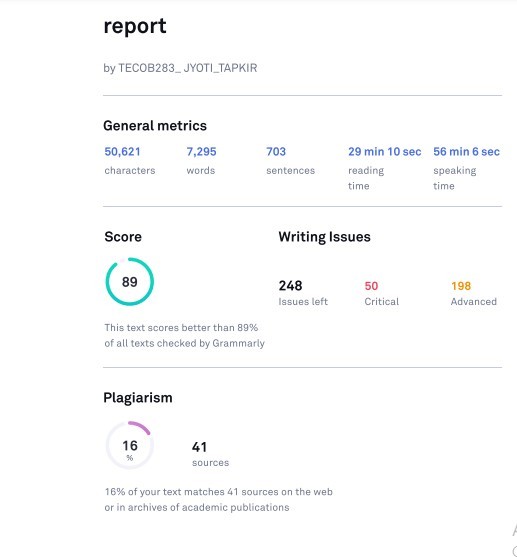 report
by TECOB283_ JYOTI_TAPKIR
General metrics
50,621 7,295 703 29 min 10 sec 56 min 6 sec
characters words sentences reading speaking
time time
Score Writing Issues
89
248 50 198
Issues left Critical Advanced
This text scores better than 89%
of all texts checked by Grammarly
Plagiarism
16
%
41
sources
16% of your text matches 41 sources on the web
or in archives of academic publications